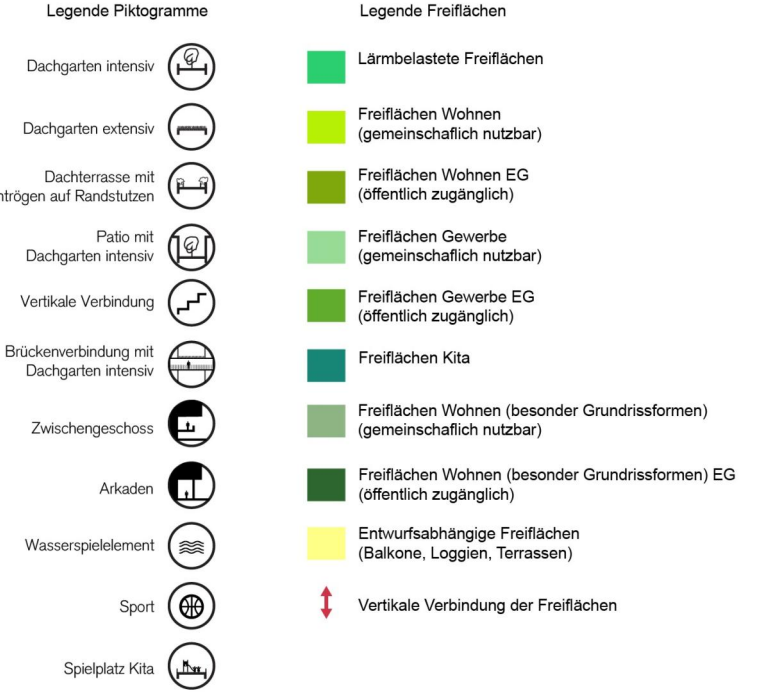 Legende Piktogramme
Dachgarten intensiv
Dachgarten extensiv
Dachterrasse mit
auf Randstutzen
Patio mit
Dachgarten intensiv
Vertikale Verbindung
Brückenverbindung mit
Dachgarten intensiv
Zwischengeschoss
Arkaden
Wasserspielelement
Sport
Spielplatz Kita
Legende Freiflächen
Lärmbelastete Freiflächen
Freiflächen Wohnen
(gemeinschaflich nutzbar)
Freiflächen Wohnen EG
(öffentlich zugänglich)
Freiflächen Gewerbe
(gemeinschaflich nutzbar)
Freiflächen Gewerbe EG
(öffentlich zugänglich)
Freiflächen Kita
Freiflächen Wohnen (besonder Grundrissformen)
(gemeinschaflich nutzbar)
Freiflächen Wohnen (besonder Grundrissformen) EG
(öffentlich zugänglich)
Entwurfsabhängige Freiflächen
(Balkone, Loggien, Terrassen)
Vertikale Verbindung der Freiflächen